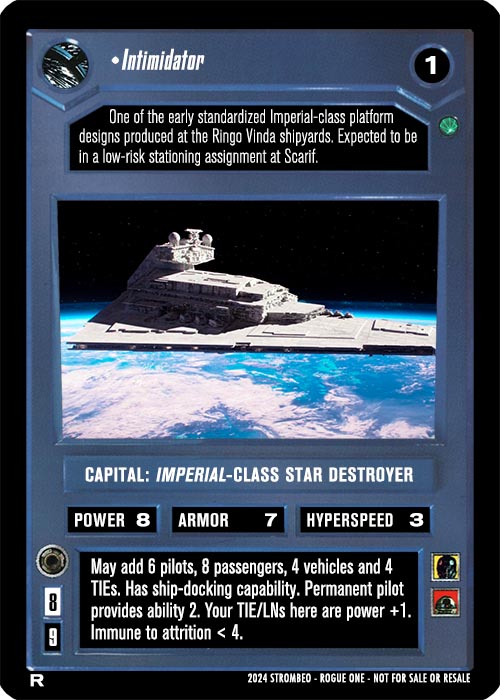 •Intimidator
1
One of the early standardized Imperial-class platform
designs produced at the Ringo Vinda shipyards. Expected to be
in a low-risk stationing assignment at Scarif.
CAPITAL: IMPERIAL-CLASS STAR DESTROYER
POWER 8 ARMOR 7 HYPERSPEED 3
May add 6 pilots, 8 passengers, 4 vehicles and 4
TIEs. Has ship-docking capability. Permanent pilot
provides ability 2. Your TIE/LNs here are power +1.
Immune to attrition < 4.
8
9
R
2024 STROMBEO - ROGUE ONE - NOT FOR SALE OR RESALE